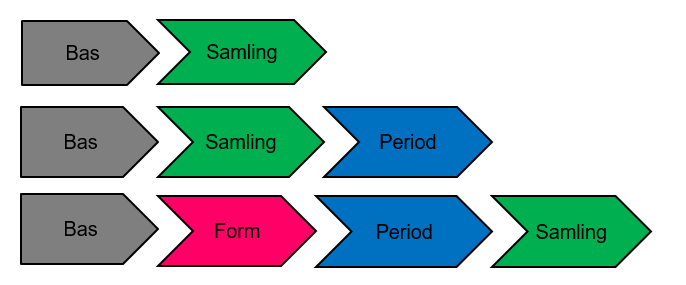 Bas Samling
Bas Samling Period
Bas Form Period Samling